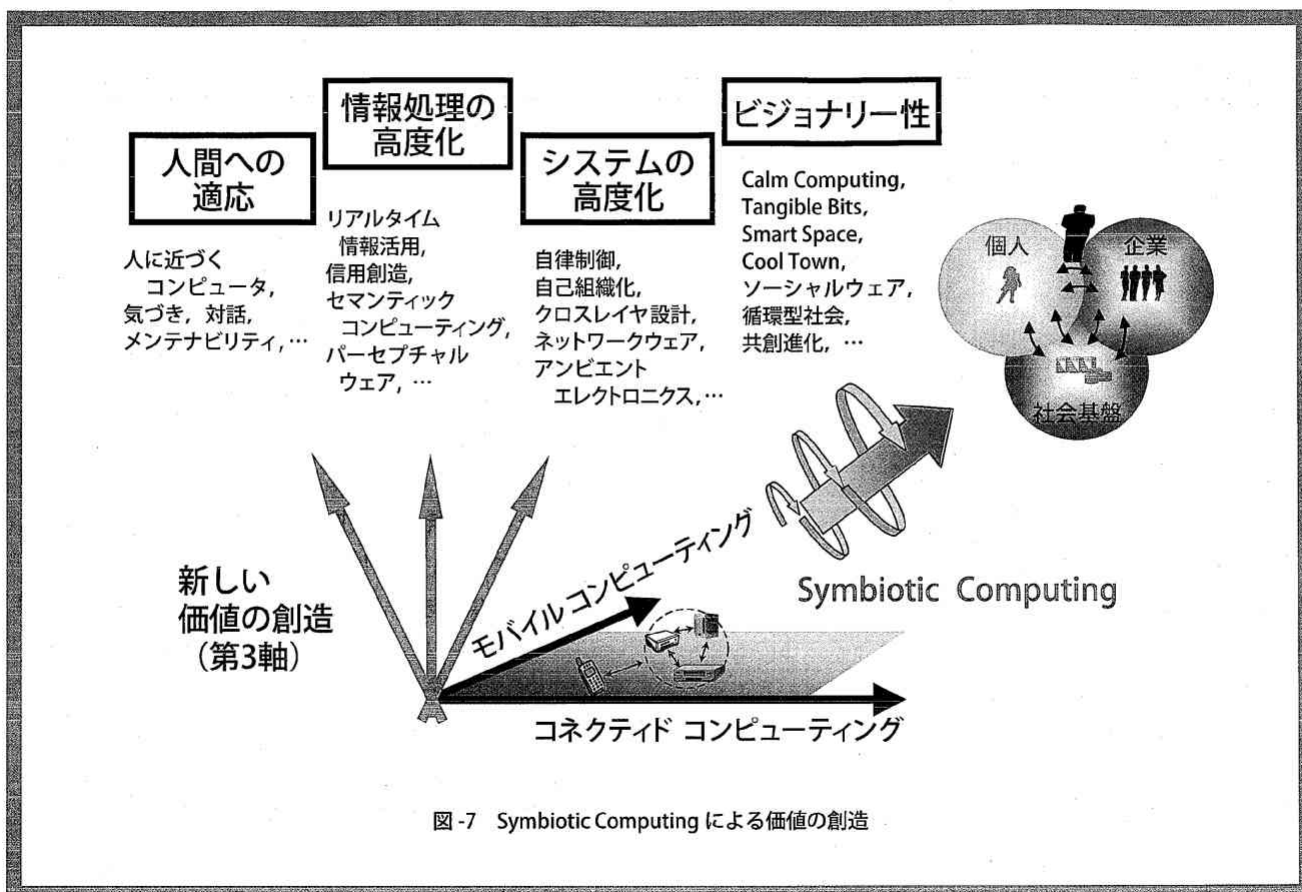 人間への
適応
人に近づく
コンピュータ,
気づき, 対話,
メンテナビリティ, …
情報処理の
高度化
リアルタイム
情報活用,
信用創造,
セマンティック
コンピューティング,
パーセプチャル
ウェア, …
システムの
高度化
自律制御,
自己組織化,
クロスレイヤ設計,
ネットワークウェア,
アンビエント
エレクトロニクス, …
ビジョナリー性
Calm Computing,
Tangible Bits,
Smart Space,
Cool Town,
ソーシャルウェア,
循環型社会,
共創進化, …
個人
企業
社会基盤
新しい
価値の創造
（第3軸）
モバイル コンピューティング
Symbiotic Computing
コネクティド コンピューティング
図-7 Symbiotic Computing による価値の創造